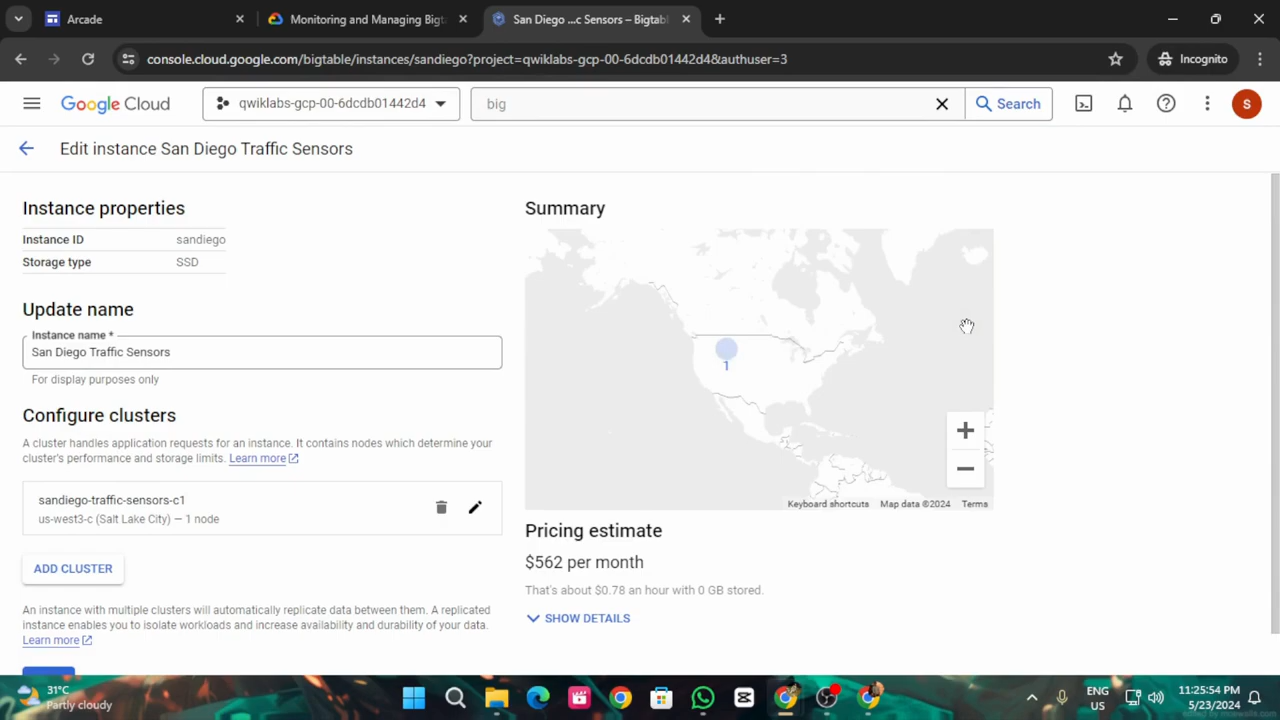 Arcade
Monitoring and Managing Bigta
San Diego ...c Sensors – Bigtabl
console.cloud.google.com/bigtable/instances/sandiego?project=qwiklabs-gcp-00-6dcdb01442d4&authuser=3
Incognito
Google Cloud
qwiklabs-gcp-00-6dcdb01442d4
big
Search
S
Edit instance San Diego Traffic Sensors
Instance properties
Instance ID sandiego
Storage type SSD
Update name
Instance name *
San Diego Traffic Sensors
For display purposes only
Configure clusters
A cluster handles application requests for an instance. It contains nodes which determine your
cluster's performance and storage limits. Learn more
sandiego-traffic-sensors-c1
us-west3-c (Salt Lake City) — 1 node
ADD CLUSTER
An instance with multiple clusters will automatically replicate data between them. A replicated
instance enables you to isolate workloads and increase availability and durability of your data.
Learn more
Summary
1
Keyboard shortcuts Map data ©2024 Terms
Pricing estimate
$562 per month
That's about $0.78 an hour with 0 GB stored.
SHOW DETAILS
31°C
Partly cloudy
ENG
US
11:25:54 PM
5/23/2024